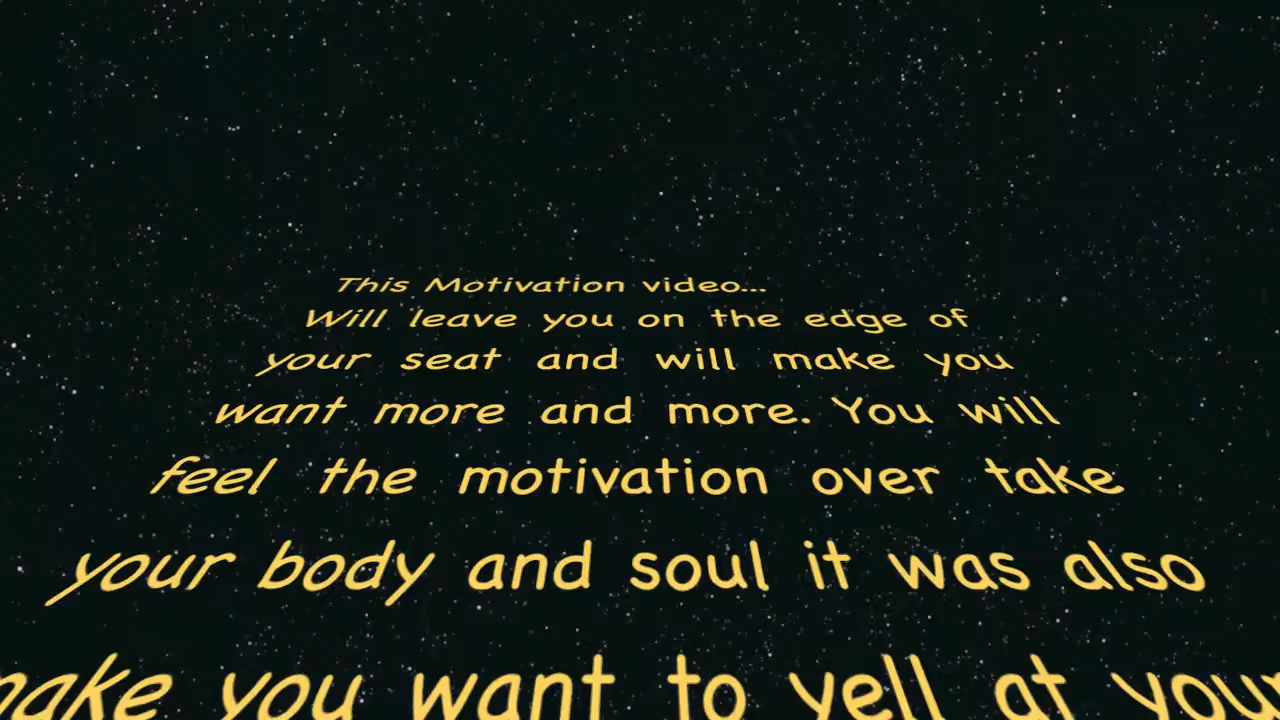 This Motivation video...
Will leave you on the edge of
your seat and will make you
want more and more. You will
feel the motivation over take
your body and soul it was also
make you want to yell at your